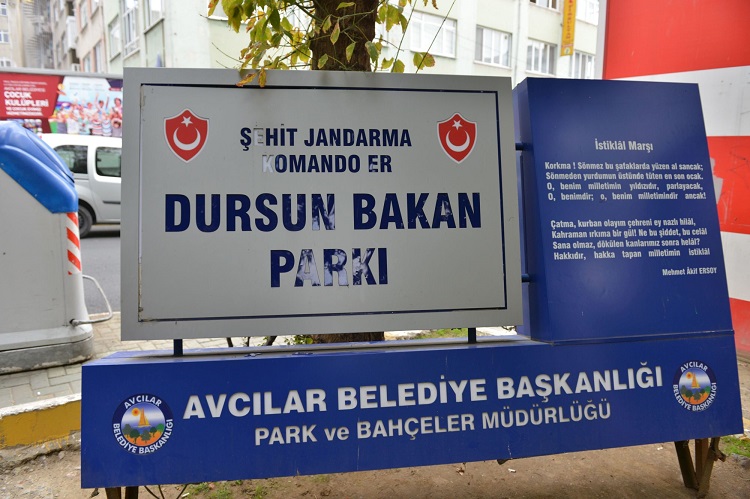 ÇOCUK
KULÜPLERİ
ŞEHİT JANDARMA
KOMANDO ER
DURSUN BAKAN
PARKI
İstiklâl Marşı
Korkma ! Sönmez bu şafaklarda yüzen al sancak;
Sönmeden yurdumun üstünde tüten en son ocak.
O, benim milletimin yıldızıdır, parlayacak,
O, benimdir; o, benim milletimindir ancak!
Çatma, kurban olayım çehreni ey nazlı hilâl,
Kahraman ırkıma bir gül! Ne bu şiddet, bu celâl
Sana olmaz, dökülen kanlarımız sonra helâl?
Hakkıdır, hakka tapan milletimin istiklâl
Mehmet Âkif ERSOY
AVCILAR BELEDİYE BAŞKANLIĞI
PARK ve BAHÇELER MÜDÜRLÜĞÜ
AVCILAR
BELEDİYE BAŞKANLIĞI
AVCILAR
BELEDİYE BAŞKANLIĞI